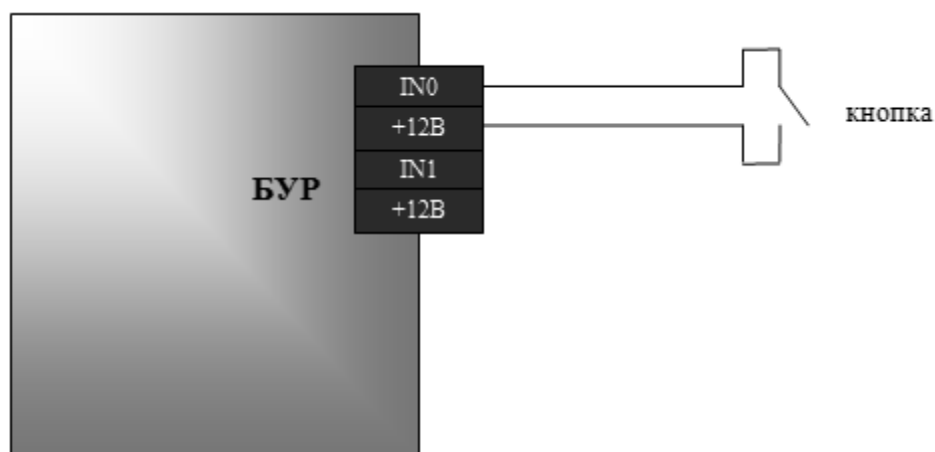 IN0
+12В
IN1
+12В
БУР
кнопка